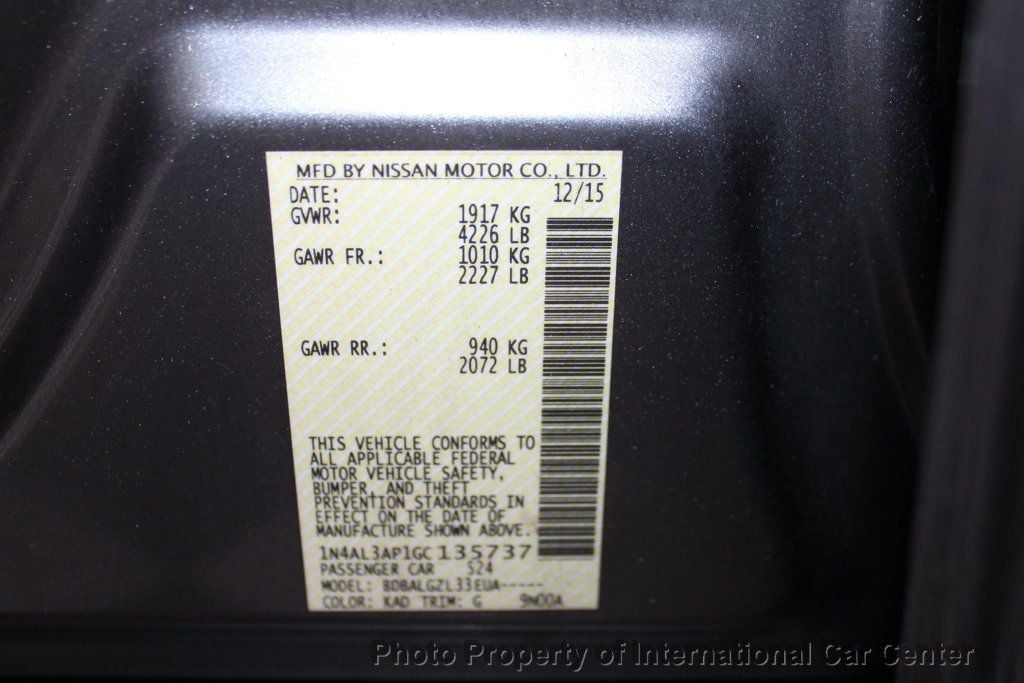 MFD BY NISSAN MOTOR CO., LTD.
DATE: 12/15
GVWR: 1917 KG
4226 LB
GAWR FR.: 1010 KG
2227 LB
GAWR RR.: 940 KG
2072 LB
THIS VEHICLE CONFORMS TO
ALL APPLICABLE FEDERAL
MOTOR VEHICLE SAFETY,
BUMPER, AND THEFT
PREVENTION STANDARDS IN
EFFECT ON THE DATE OF
MANUFACTURE SHOWN ABOVE.
1N4AL3AP1GC135737
PASSENGER CAR S24
MODEL: BDBALGZL33EUA-----
COLOR: KAD TRIM: G 9N00A
Photo Property of International Car Center